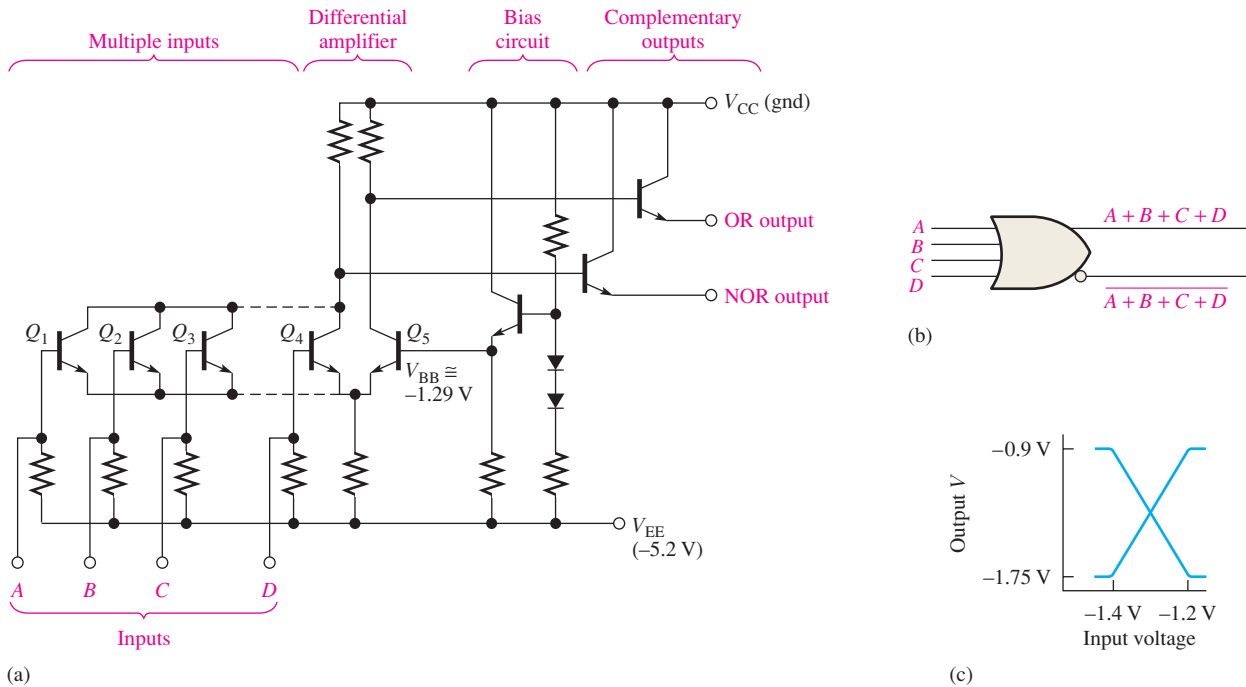 Multiple inputs
Differential
amplifier
Bias
circuit
Complementary
outputs
V_CC (gnd)
OR output
NOR output
Q_1
Q_2
Q_3
Q_4
Q_5
V_BB ≅
–1.29 V
V_EE
(–5.2 V)
A
B
C
D
Inputs
(a)
A
B
C
D
A + B + C + D
A + B + C + D
(b)
Output V
–0.9 V
–1.75 V
–1.4 V
–1.2 V
Input voltage
(c)